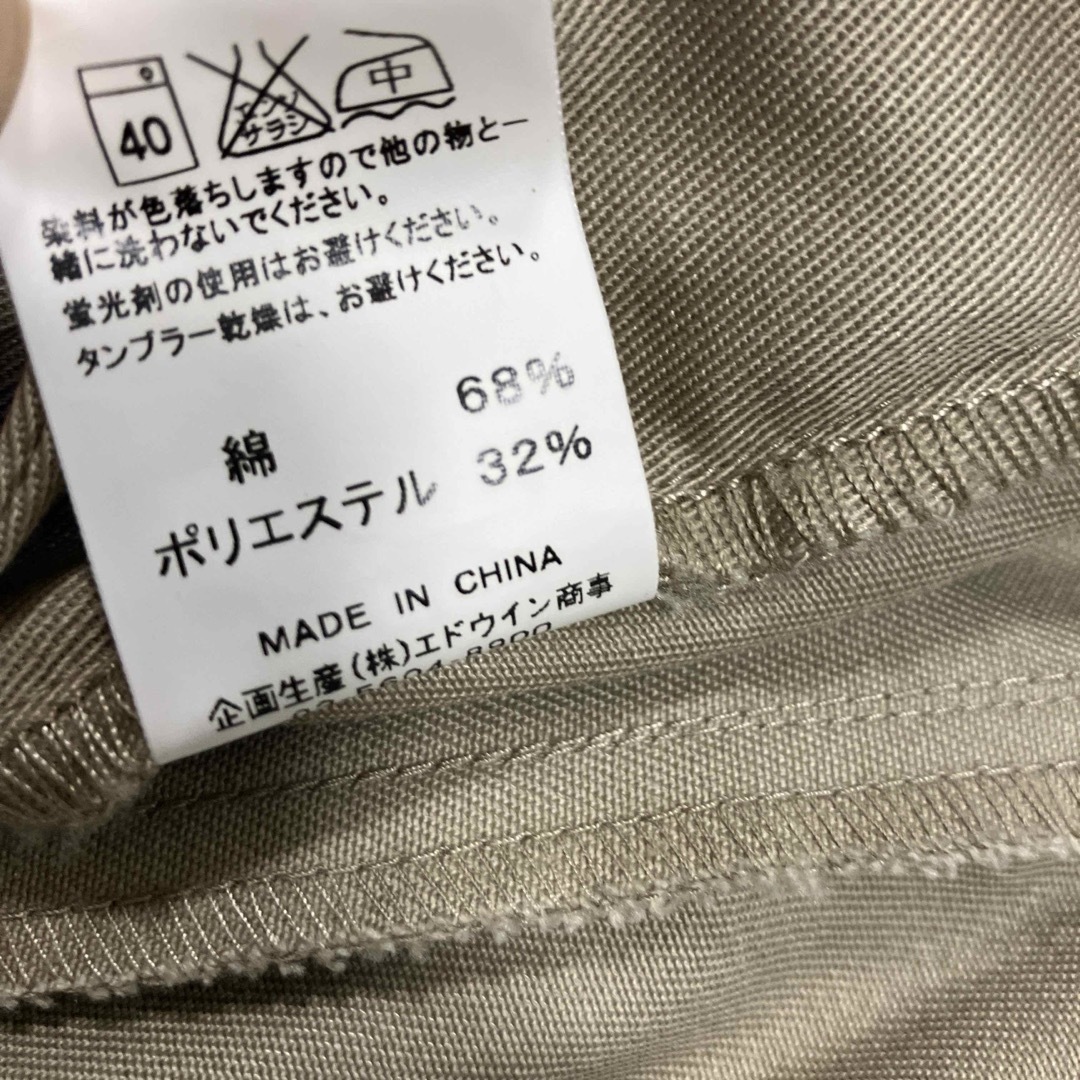 40
エンソ
サラシ
中
染料が色落ちしますので他の物と一
緒に洗わないでください。
蛍光剤の使用はお避けください。
タンブラー乾燥は、お避けください。
綿 68%
ポリエステル 32%
MADE IN CHINA
企画生産(株)エドウイン商事